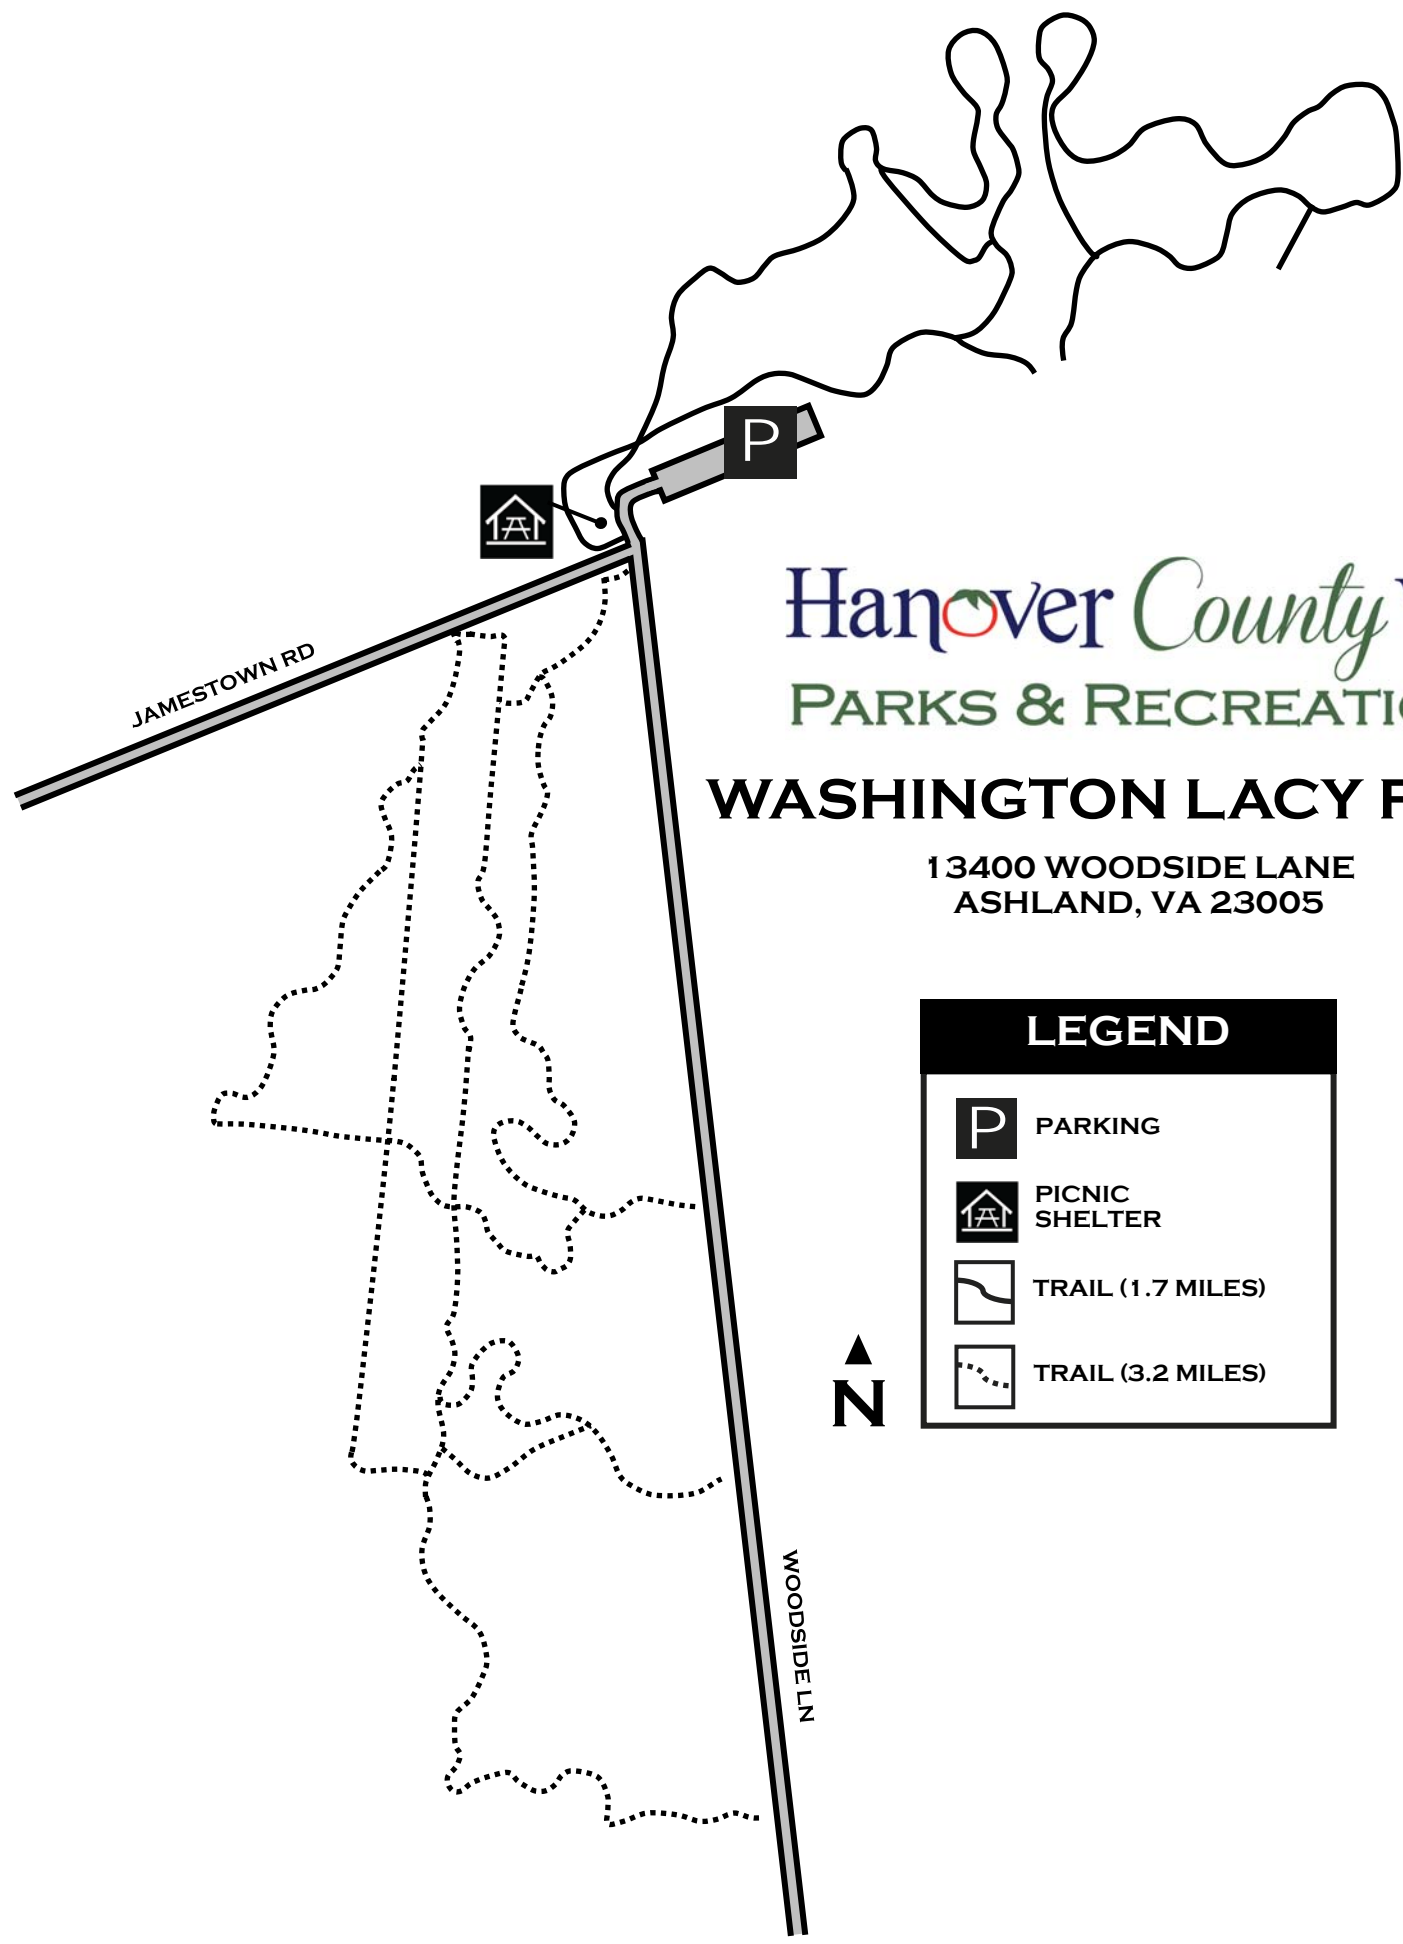 P
Hanover County
PARKS & RECREATI
JAMESTOWN RD
WASHINGTON LACY
13400 WOODSIDE LANE
ASHLAND, VA 23005
LEGEND
P PARKING
PICNIC
SHELTER
TRAIL (1.7 MILES)
TRAIL (3.2 MILES)
N
WOODSIDE LN